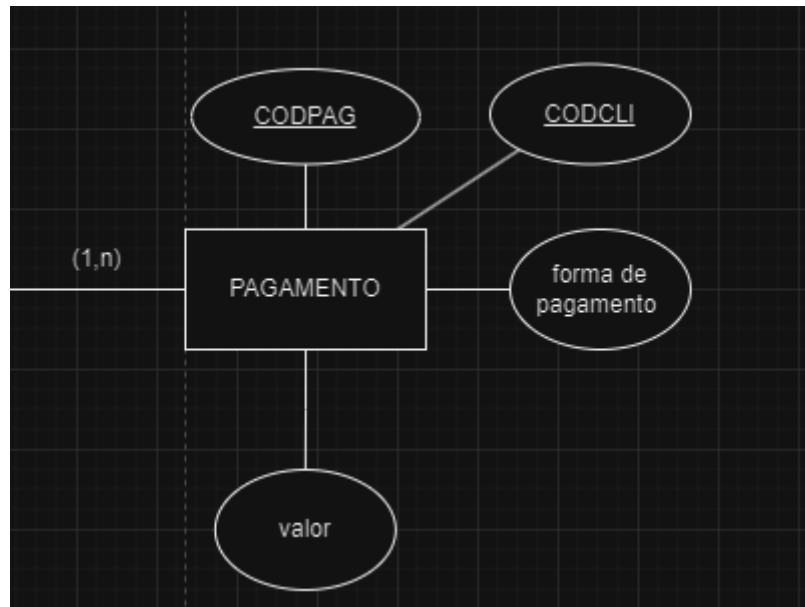 CODPAG
CODCLI
(1,n)
PAGAMENTO
forma de
pagamento
valor